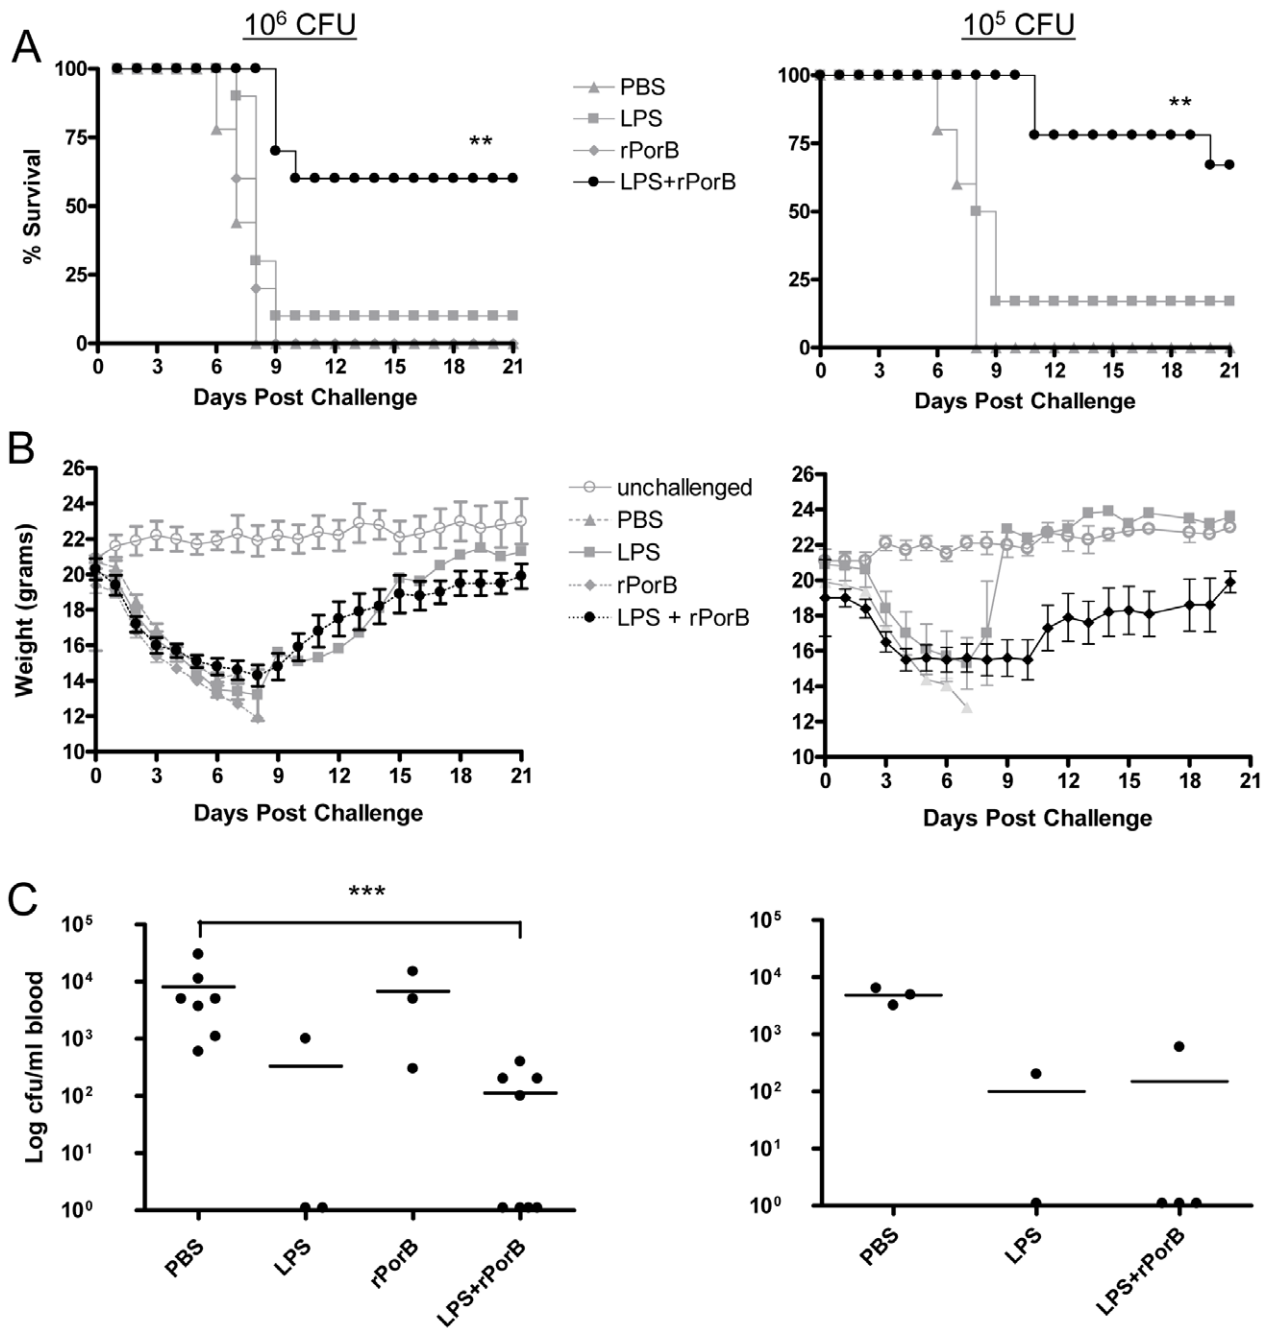 10⁶ CFU
10⁵ CFU
A
100
75
50
25
0
% Survival
0 3 6 9 12 15 18 21
Days Post Challenge
**
PBS
LPS
rPorB
LPS+rPorB
100
75
50
25
0
**
0 3 6 9 12 15 18 21
Days Post Challenge
B
26
24
22
20
18
16
14
12
10
Weight (grams)
0 3 6 9 12 15 18 21
Days Post Challenge
unchallenged
PBS
LPS
rPorB
LPS + rPorB
26
24
22
20
18
16
14
12
10
0 3 6 9 12 15 18 21
Days Post Challenge
C
***
10⁵
10⁴
10³
10²
10¹
10⁰
Log cfu/ml blood
PBS
LPS
rPorB
LPS+rPorB
10⁵
10⁴
10³
10²
10¹
10⁰
PBS
LPS
LPS+rPorB